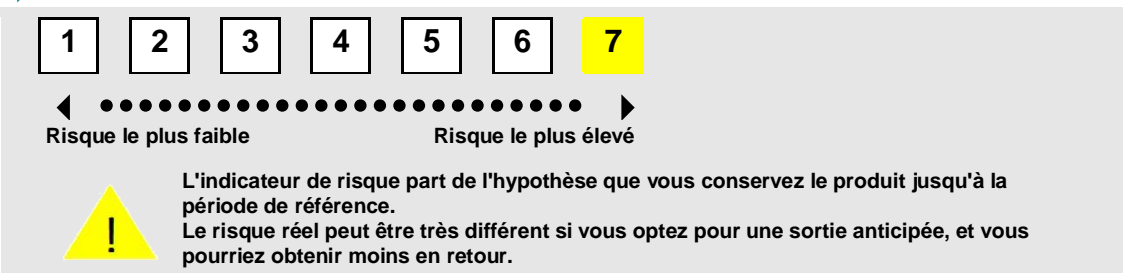 1 2 3 4 5 6 7
Risque le plus faible Risque le plus élevé
L'indicateur de risque part de l'hypothèse que vous conservez le produit jusqu'à la
période de référence.
Le risque réel peut être très différent si vous optez pour une sortie anticipée, et vous
pourriez obtenir moins en retour.
!